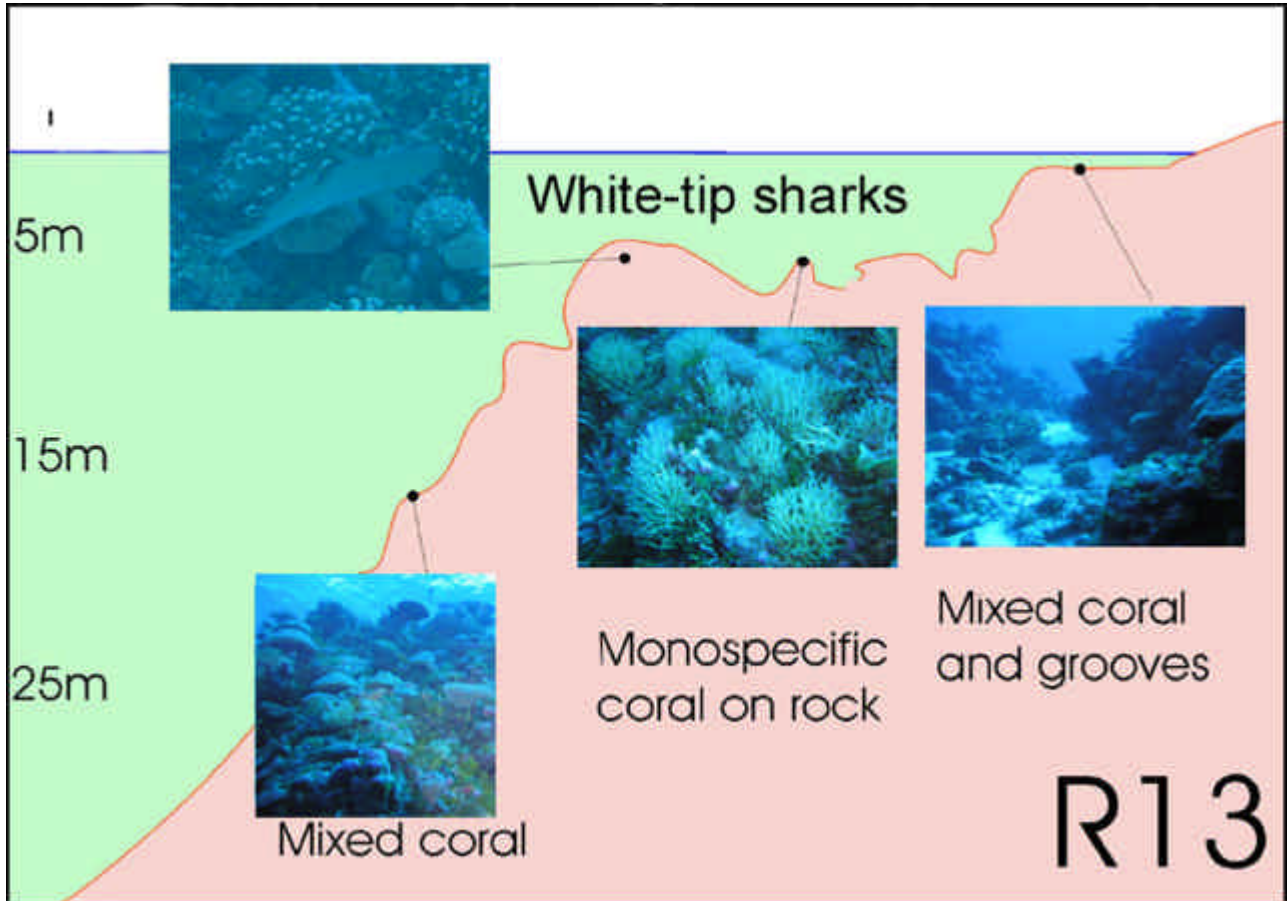 White-tip sharks
5m
15m
25m
Monospecific
coral on rock
Mixed coral
and grooves
Mixed coral
R13